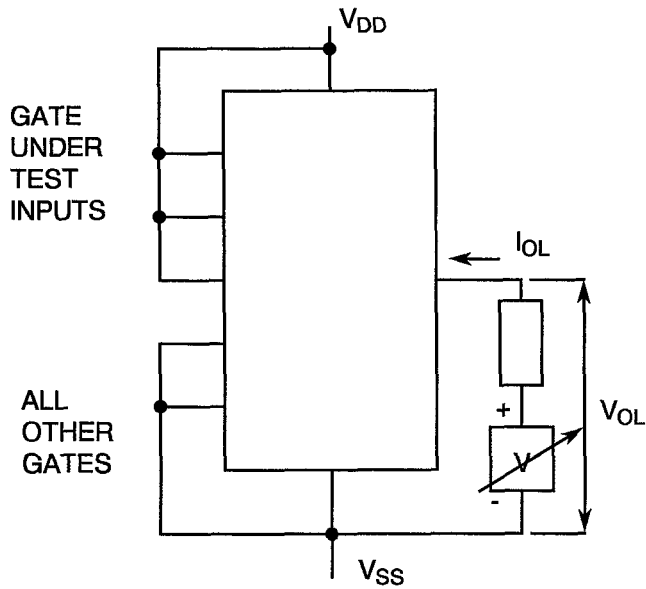 VDD
GATE
UNDER
TEST
INPUTS
IOL
ALL
OTHER
GATES
+
V
-
VOL
VSS